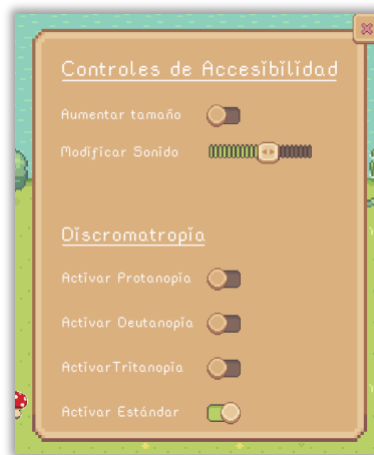 Controles de Accesibilidad
Aumentar tamaño
Modificar Sonido
Discromatropia
Activar Protanopia
Activar Deutanopia
ActivarTritanopia
Activar Estándar